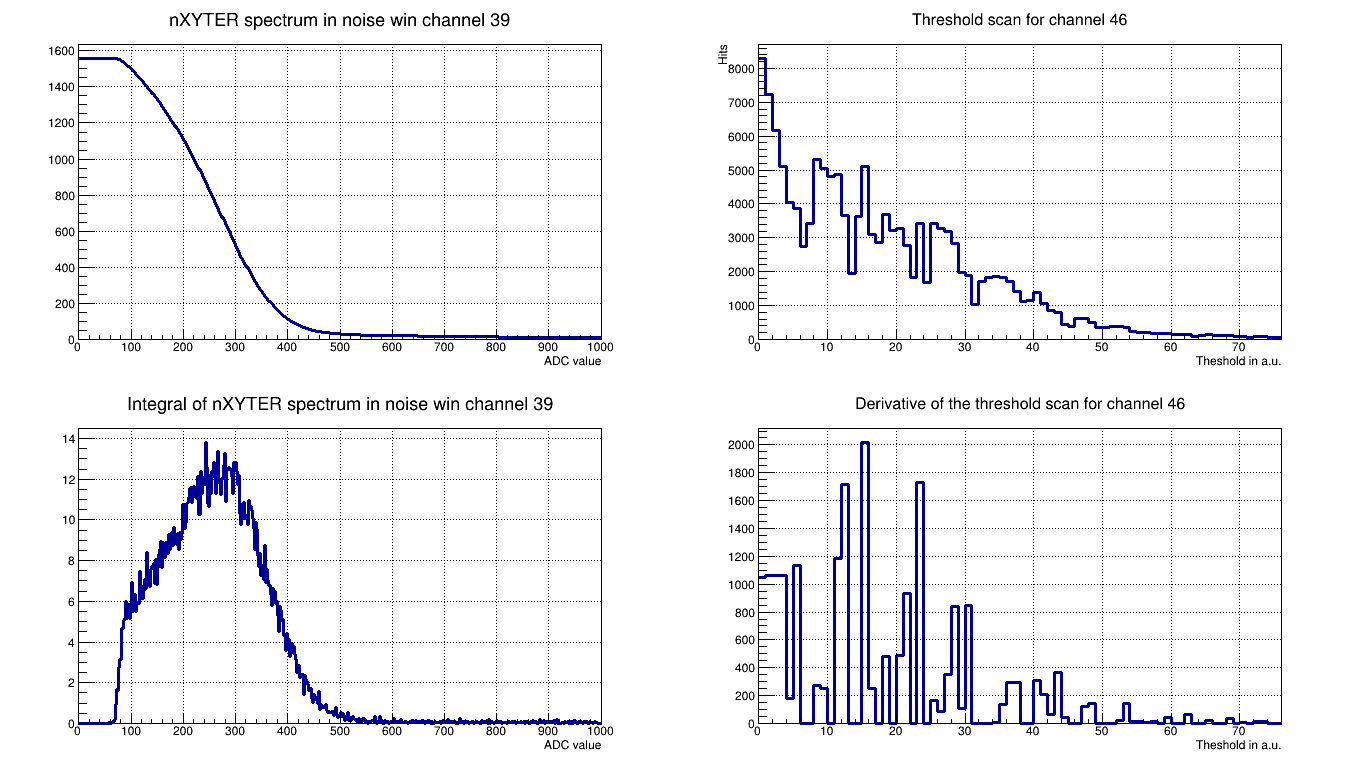 nXYTER spectrum in noise win channel 39
1600
1400
1200
1000
800
600
400
200
0
0 100 200 300 400 500 600 700 800 900 1000
ADC value
Threshold scan for channel 46
Hits
8000
7000
6000
5000
4000
3000
2000
1000
0
0 10 20 30 40 50 60 70
Theshold in a.u.
Integral of nXYTER spectrum in noise win channel 39
14
12
10
8
6
4
2
0
0 100 200 300 400 500 600 700 800 900 1000
ADC value
Derivative of the threshold scan for channel 46
2000
1800
1600
1400
1200
1000
800
600
400
200
0
0 10 20 30 40 50 60 70
Theshold in a.u.